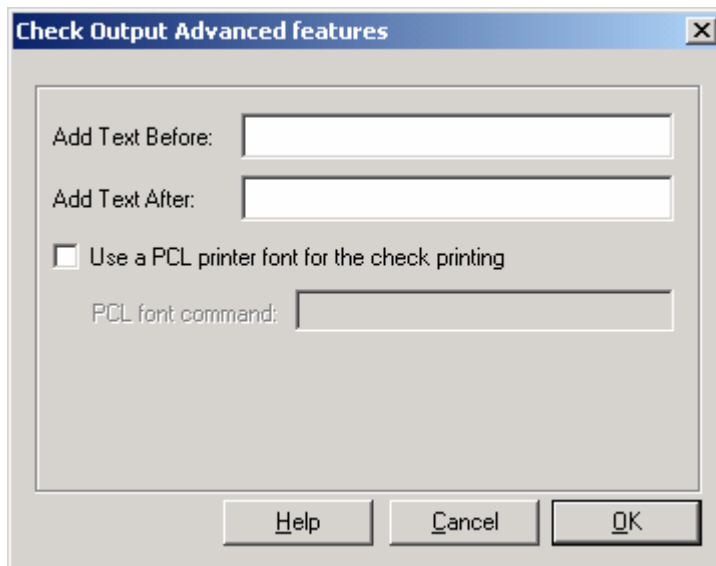 Check Output Advanced features
Add Text Before:
Add Text After:
Use a PCL printer font for the check printing
PCL font command:
Help Cancel OK